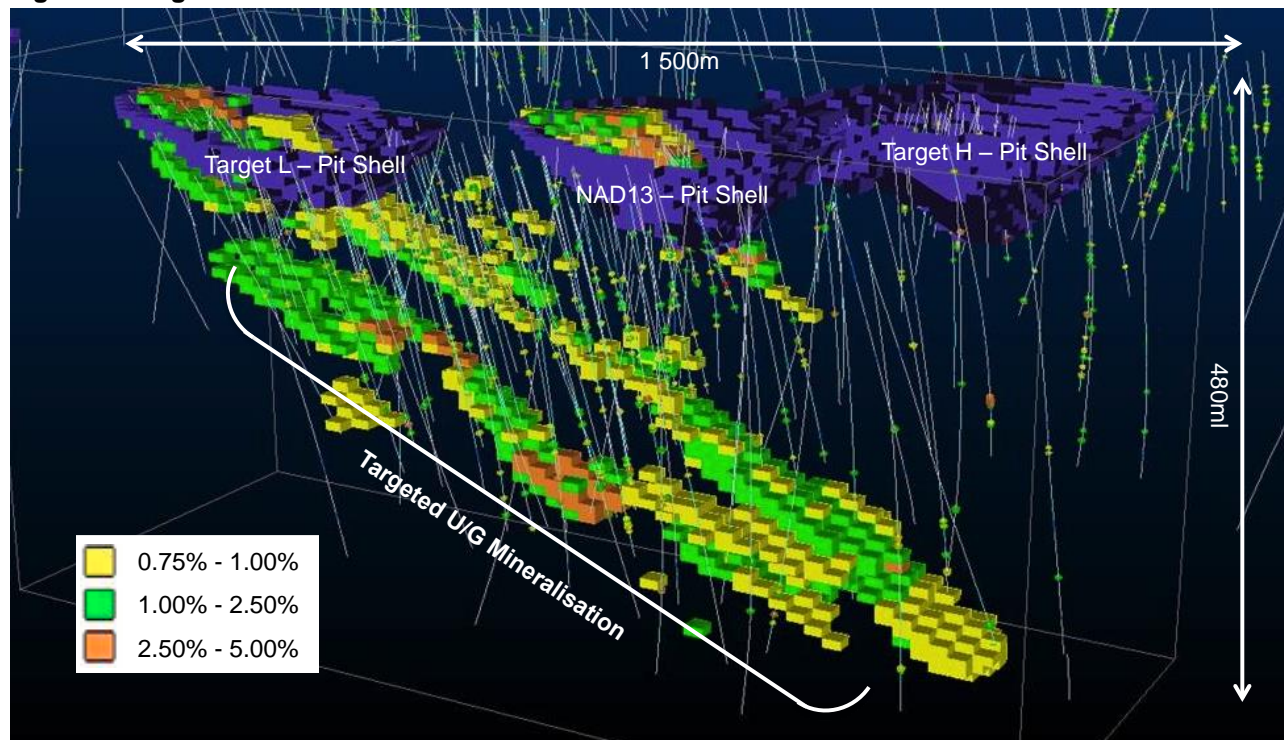 1 500m
Target L – Pit Shell
NAD13 – Pit Shell
Target H – Pit Shell
480ml
Targeted U/G Mineralisation
0.75% - 1.00%
1.00% - 2.50%
2.50% - 5.00%